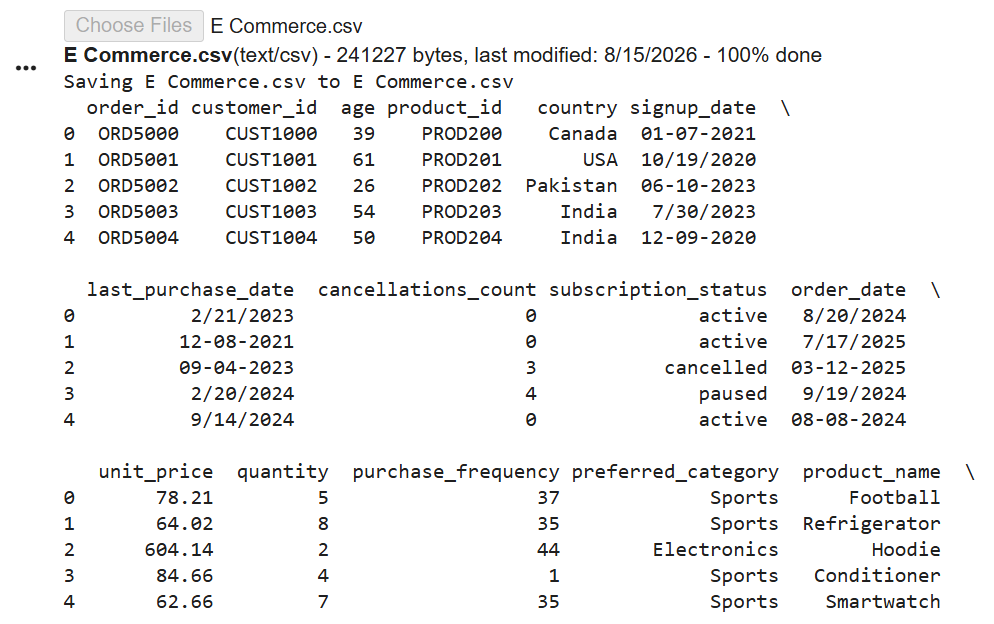 Choose Files E Commerce.csv
E Commerce.csv(text/csv) - 241227 bytes, last modified: 8/15/2026 - 100% done
Saving E Commerce.csv to E Commerce.csv
order_id customer_id age product_id country signup_date \
0 ORD5000 CUST1000 39 PROD200 Canada 01-07-2021
1 ORD5001 CUST1001 61 PROD201 USA 10/19/2020
2 ORD5002 CUST1002 26 PROD202 Pakistan 06-10-2023
3 ORD5003 CUST1003 54 PROD203 India 7/30/2023
4 ORD5004 CUST1004 50 PROD204 India 12-09-2020
last_purchase_date cancellations_count subscription_status order_date \
0 2/21/2023 0 active 8/20/2024
1 12-08-2021 0 active 7/17/2025
2 09-04-2023 3 cancelled 03-12-2025
3 2/20/2024 4 paused 9/19/2024
4 9/14/2024 0 active 08-08-2024
unit_price quantity purchase_frequency preferred_category product_name \
0 78.21 5 37 Sports Football
1 64.02 8 35 Sports Refrigerator
2 604.14 2 44 Electronics Hoodie
3 84.66 4 1 Sports Conditioner
4 62.66 7 35 Sports Smartwatch